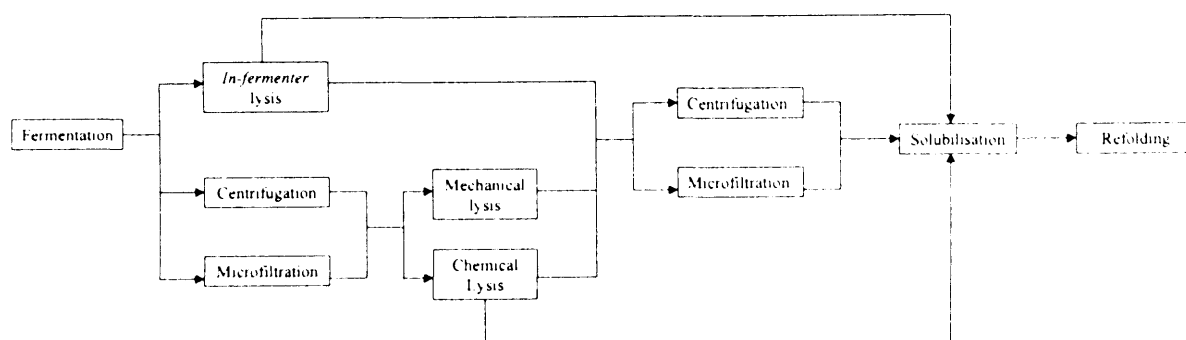 In-fermenter
lysis
Fermentation
Centrifugation
Microfiltration
Mechanical
lysis
Chemical
Lysis
Centrifugation
Microfiltration
Solubilisation
Refolding